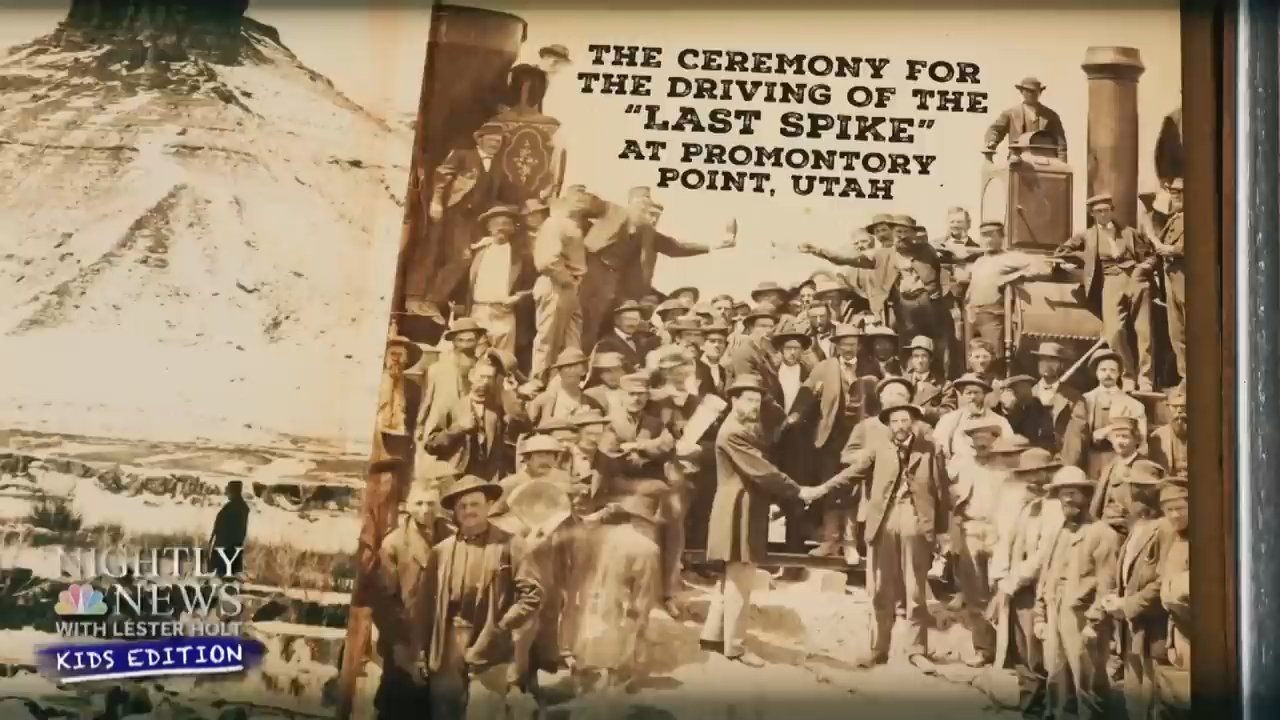 THE CEREMONY FOR
THE DRIVING OF THE
“LAST SPIKE”
AT PROMONTORY
POINT, UTAH
NIGHTLY
NEWS
WITH LESTER HOLT
KIDS EDITION